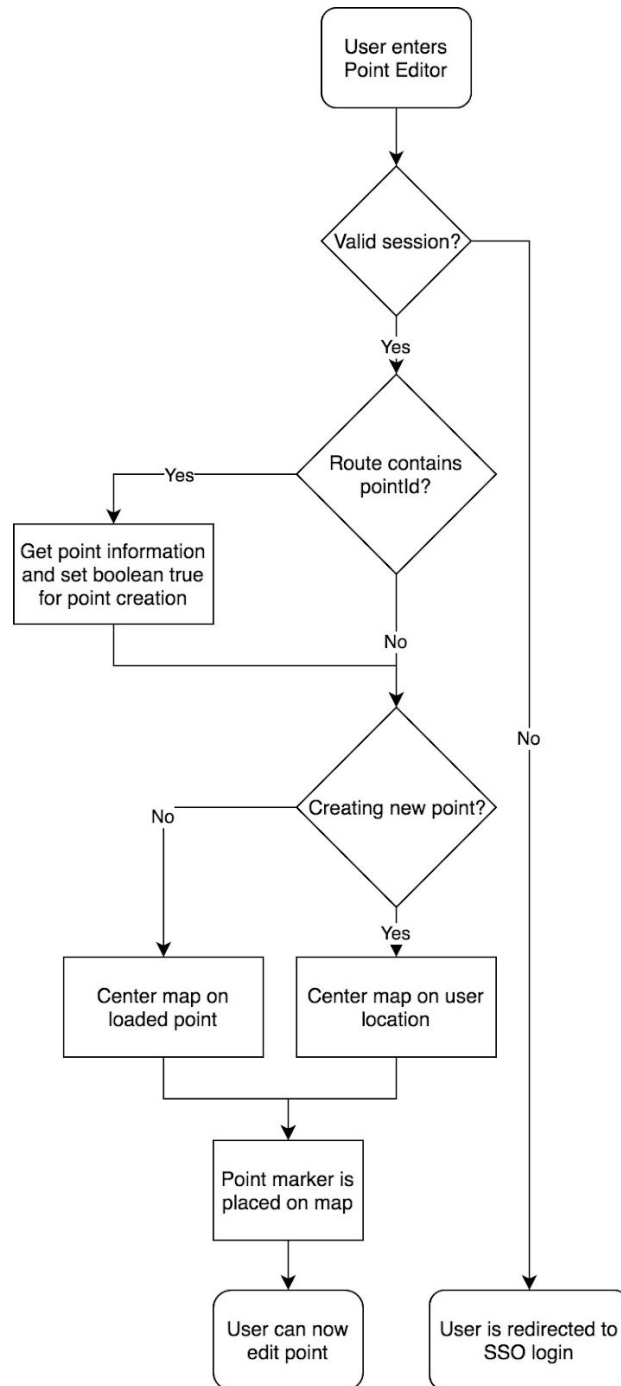 User enters
Point Editor
Valid session?
Yes
Route contains
pointId?
Yes
Get point information
and set boolean true
for point creation
No
Creating new point?
No
No
Yes
Center map on
loaded point
Center map on user
location
Point marker is
placed on map
User can now
edit point
User is redirected to
SSO login